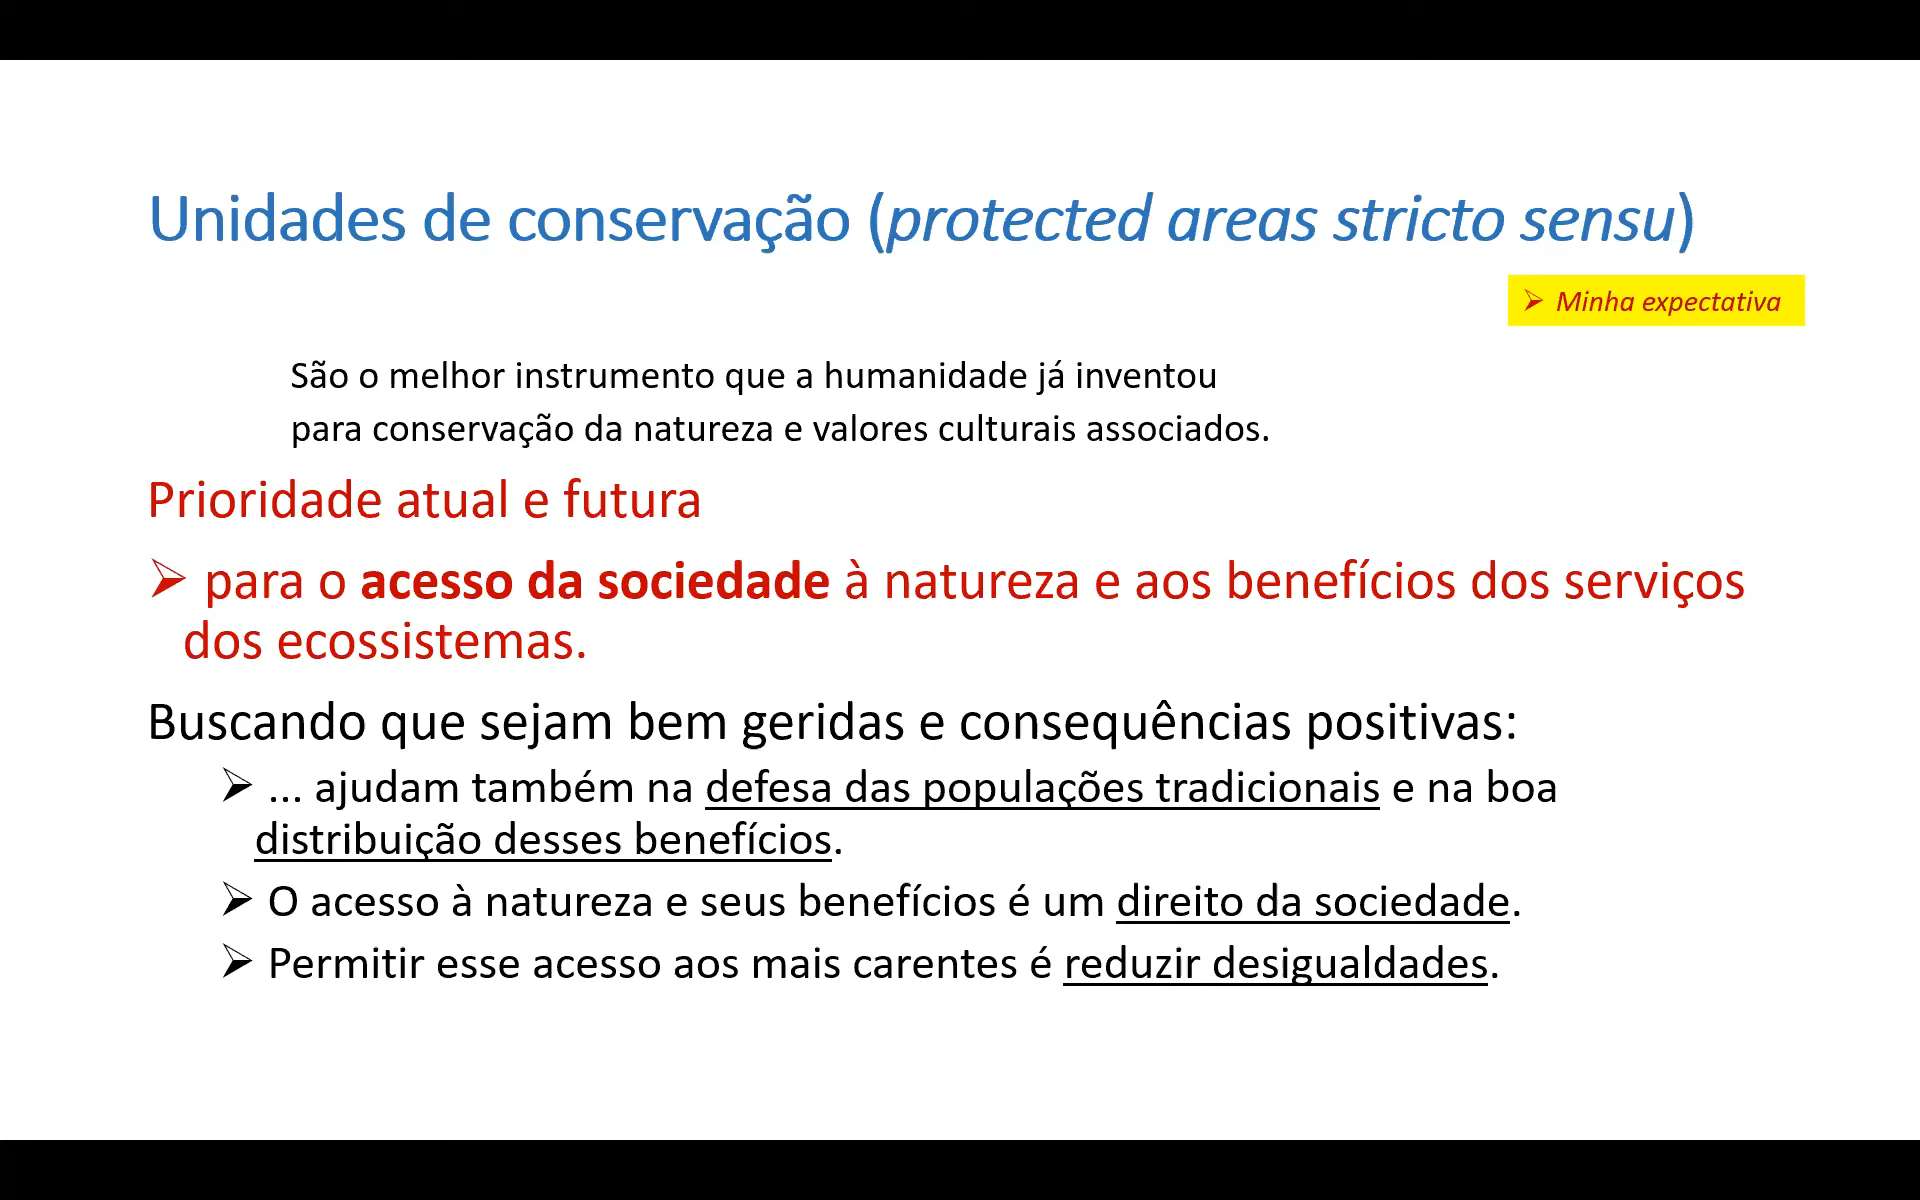 Unidades de conservação (protected areas stricto sensu)
➢ Minha expectativa
São o melhor instrumento que a humanidade já inventou
para conservação da natureza e valores culturais associados.
Prioridade atual e futura
➢ para o acesso da sociedade à natureza e aos benefícios dos serviços
dos ecossistemas.
Buscando que sejam bem geridas e consequências positivas:
➢ ... ajudam também na defesa das populações tradicionais e na boa
distribuição desses benefícios.
➢ O acesso à natureza e seus benefícios é um direito da sociedade.
➢ Permitir esse acesso aos mais carentes é reduzir desigualdades.